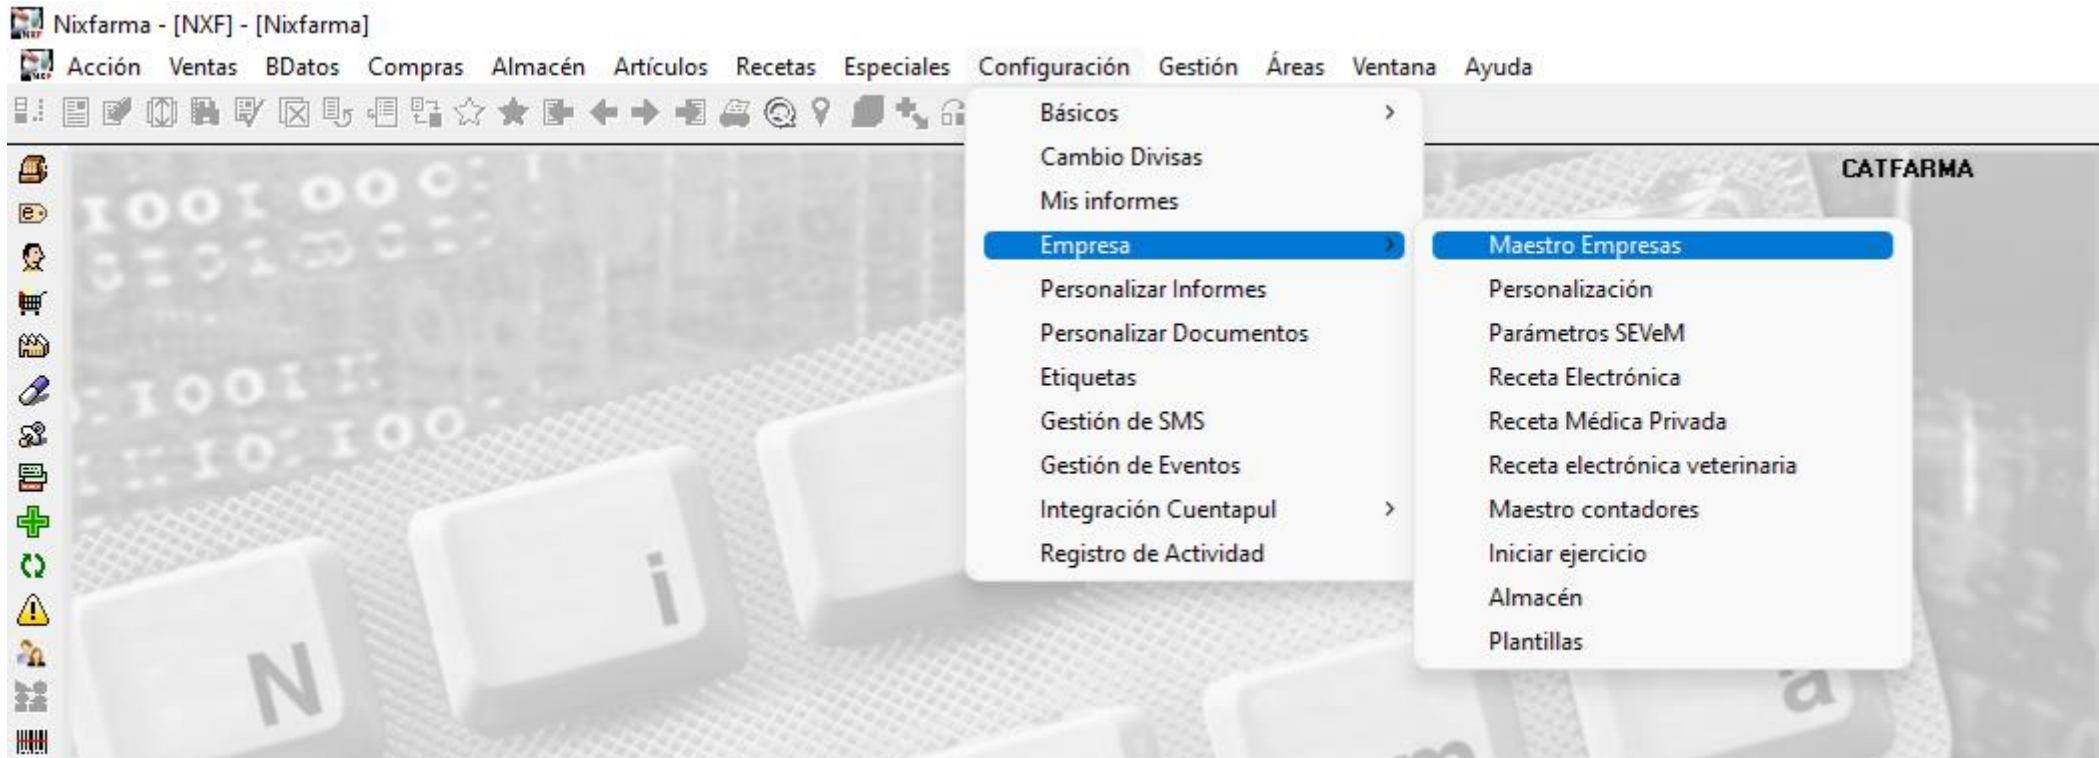 Nixfarma - [NXF] - [Nixfarma]
Acción Ventas BDatos Compras Almacén Artículos Recetas Especiales Configuración Gestión Áreas Ventana Ayuda
CATFARMA
Básicos
Cambio Divisas
Mis informes
Empresa
Personalizar Informes
Personalizar Documentos
Etiquetas
Gestión de SMS
Gestión de Eventos
Integración Cuentapul
Registro de Actividad
Maestro Empresas
Personalización
Parámetros SEVeM
Receta Electrónica
Receta Médica Privada
Receta electrónica veterinaria
Maestro contadores
Iniciar ejercicio
Almacén
Plantillas
N
i
m
a